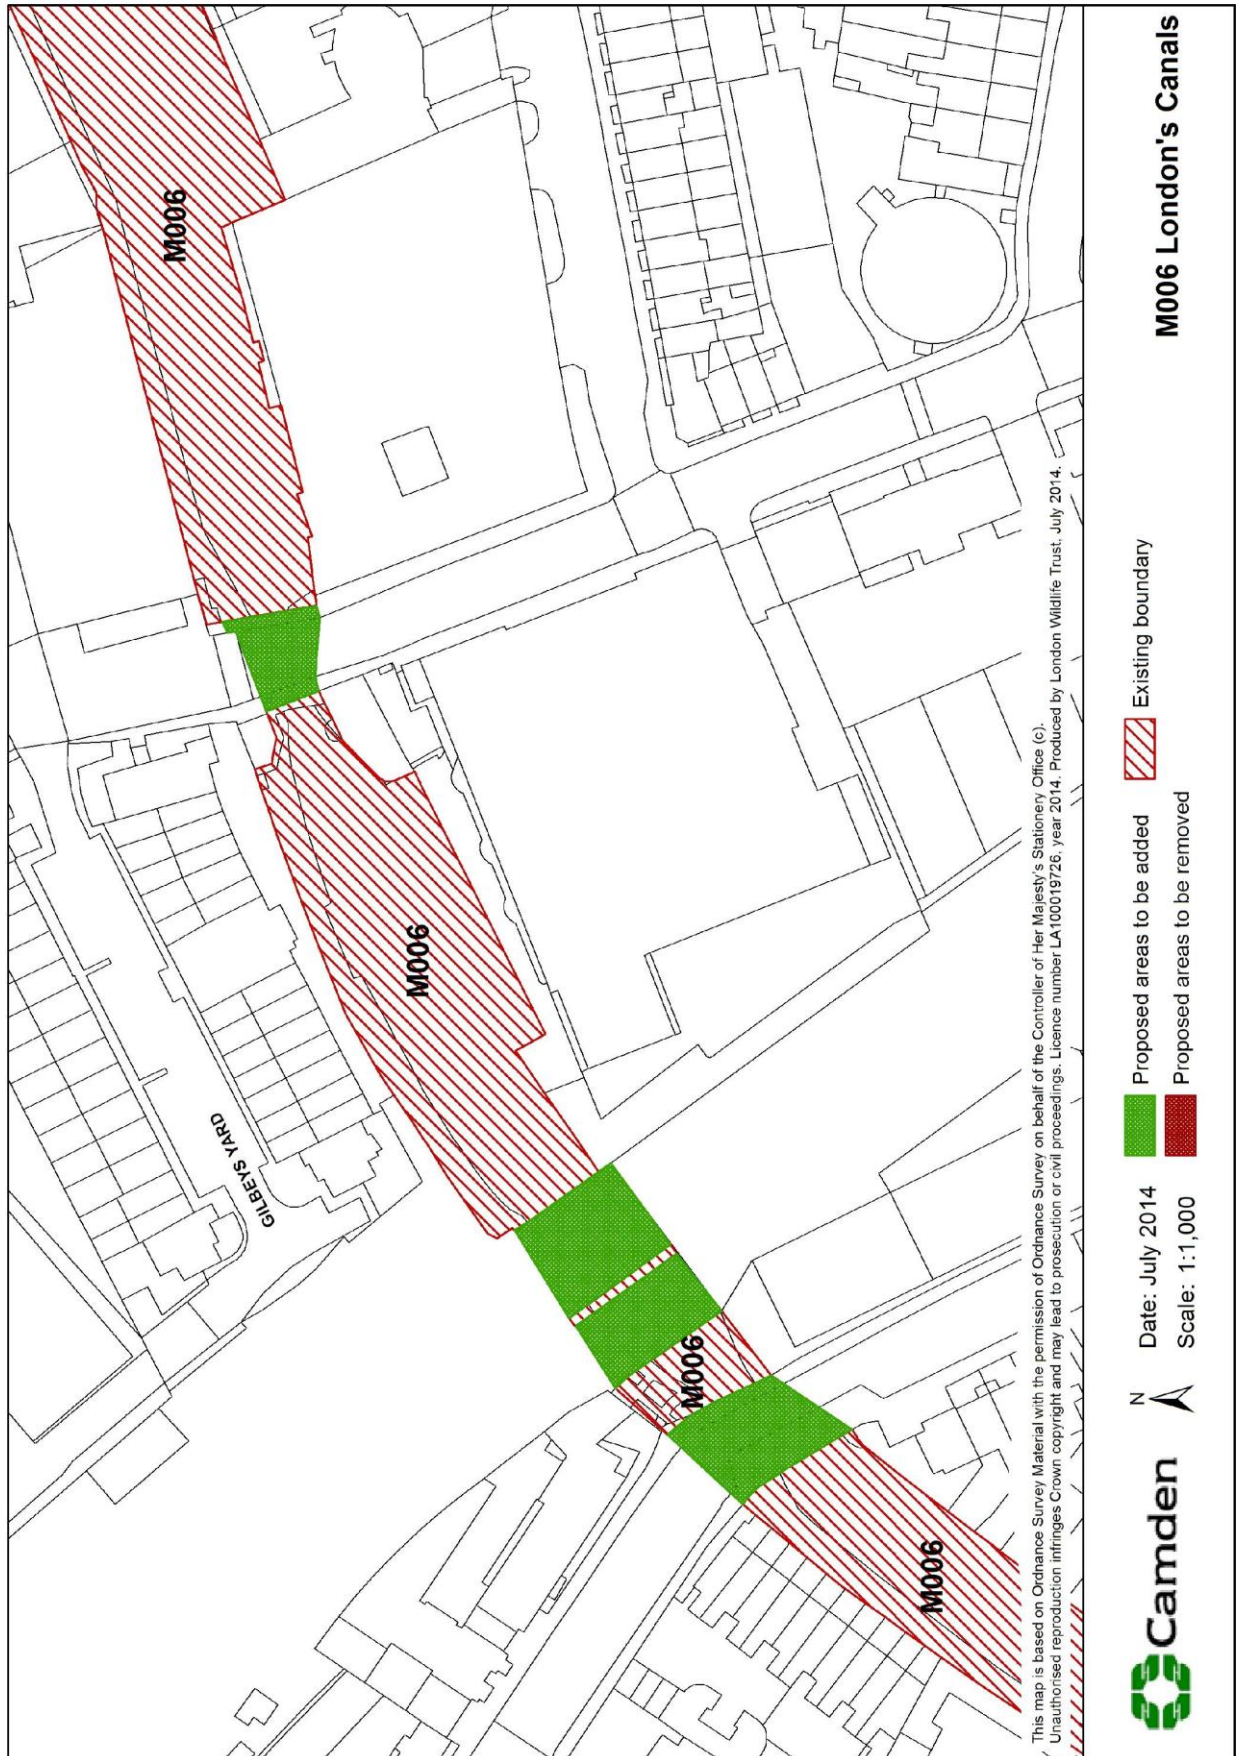 M006
M006
M006
M006
GILBEYS YARD
This map is based on Ordnance Survey Material with the permission of Ordnance Survey on behalf of the Controller of Her Majesty's Stationery Office (c).
Unauthorised reproduction infringes Crown copyright and may lead to prosecution or civil proceedings. Licence number LA100019726, year 2014. Produced by London Wildlife Trust, July 2014.
Camden
N
Date: July 2014
Scale: 1:1,000
Proposed areas to be added
Proposed areas to be removed
Existing boundary
M006 London's Canals